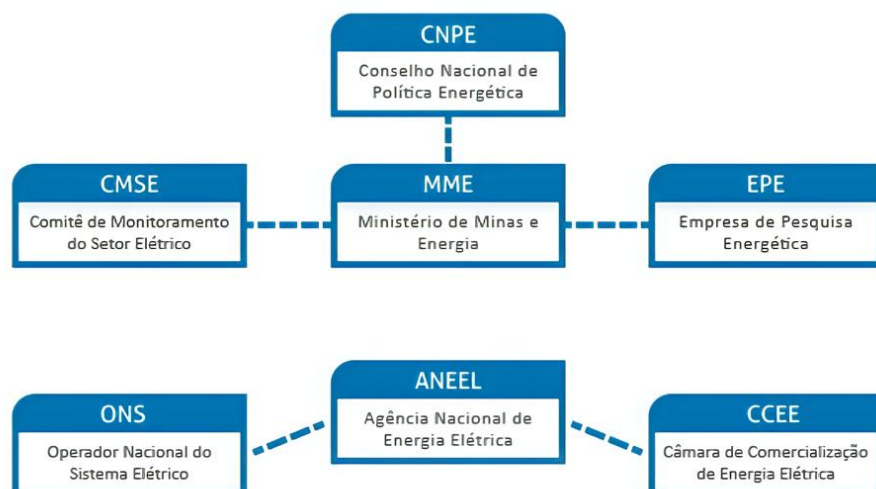 CNPE
Conselho Nacional de
Política Energética
CMSE
Comitê de Monitoramento
do Setor Elétrico
MME
Ministério de Minas e
Energia
EPE
Empresa de Pesquisa
Energética
ONS
Operador Nacional do
Sistema Elétrico
ANEEL
Agência Nacional de
Energia Elétrica
CCEE
Câmara de Comercialização
de Energia Elétrica